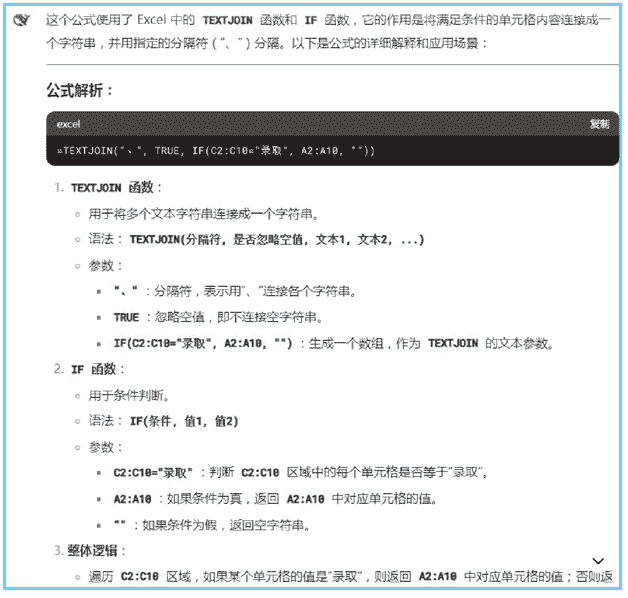 这个公式使用了 Excel 中的 TEXTJOIN 函数和 IF 函数，它的作用是将满足条件的单元格内容连接成一
个字符串，并用指定的分隔符（"、"）分隔。以下是公式的详细解释和应用场景：
公式解析：
excel 复制
=TEXTJOIN("、", TRUE, IF(C2:C10="录取", A2:A10, ""))
1. TEXTJOIN 函数：
○ 用于将多个文本字符串连接成一个字符串。
○ 语法：TEXTJOIN(分隔符, 是否忽略空值, 文本1, 文本2, ...)
○ 参数：
▪ "、"：分隔符，表示用"、"连接各个字符串。
▪ TRUE：忽略空值，即不连接空字符串。
▪ IF(C2:C10="录取", A2:A10, "")：生成一个数组，作为 TEXTJOIN 的文本参数。
2. IF 函数：
○ 用于条件判断。
○ 语法：IF(条件, 值1, 值2)
○ 参数：
▪ C2:C10="录取"：判断 C2:C10 区域中的每个单元格是否等于"录取"。
▪ A2:A10：如果条件为真，返回 A2:A10 中对应单元格的值。
▪ ""：如果条件为假，返回空字符串。
3. 整体逻辑：
○ 遍历 C2:C10 区域，如果某个单元格的值是"录取"，则返回 A2:A10 中对应单元格的值；否则返